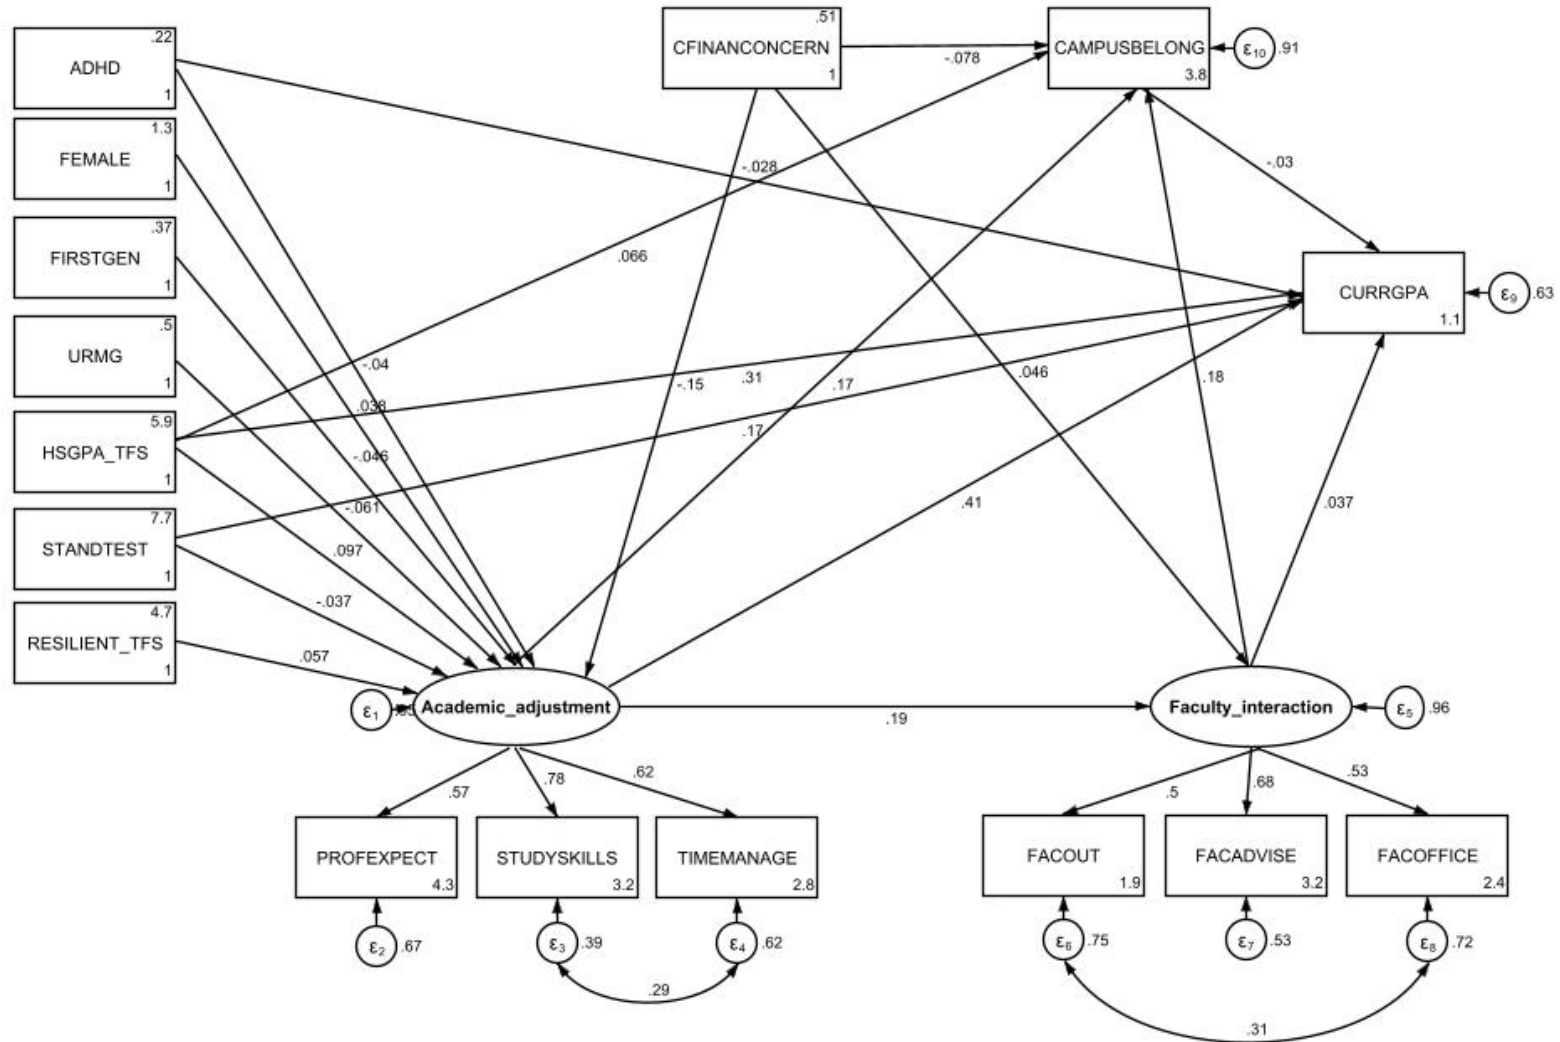 .22
ADHD
1
1.3
FEMALE
1
.37
FIRSTGEN
1
.5
URMG
1
5.9
HSGPA_TFS
1
7.7
STANDTEST
1
4.7
RESILIENT_TFS
1
.51
CFINANCONCERN
1
CAMPUSBELONG
3.8
ε10 .91
-.078
-.028
-.03
.066
CURRGPA
1.1
ε9 .63
-.04
.038
-.046
-.061
.097
-.037
.057
-.15
.31
.17
.17
.046
.18
.41
.037
ε1
Academic_adjustment
.19
Faculty_interaction
ε5 .96
.57
.78
.62
.5
.68
.53
PROFEXPECT
4.3
STUDYSKILLS
3.2
TIMEMANAGE
2.8
FACOUT
1.9
FACADVISE
3.2
FACOFFICE
2.4
ε2 .67
ε3 .39
ε4 .62
ε6 .75
ε7 .53
ε8 .72
.29
.31